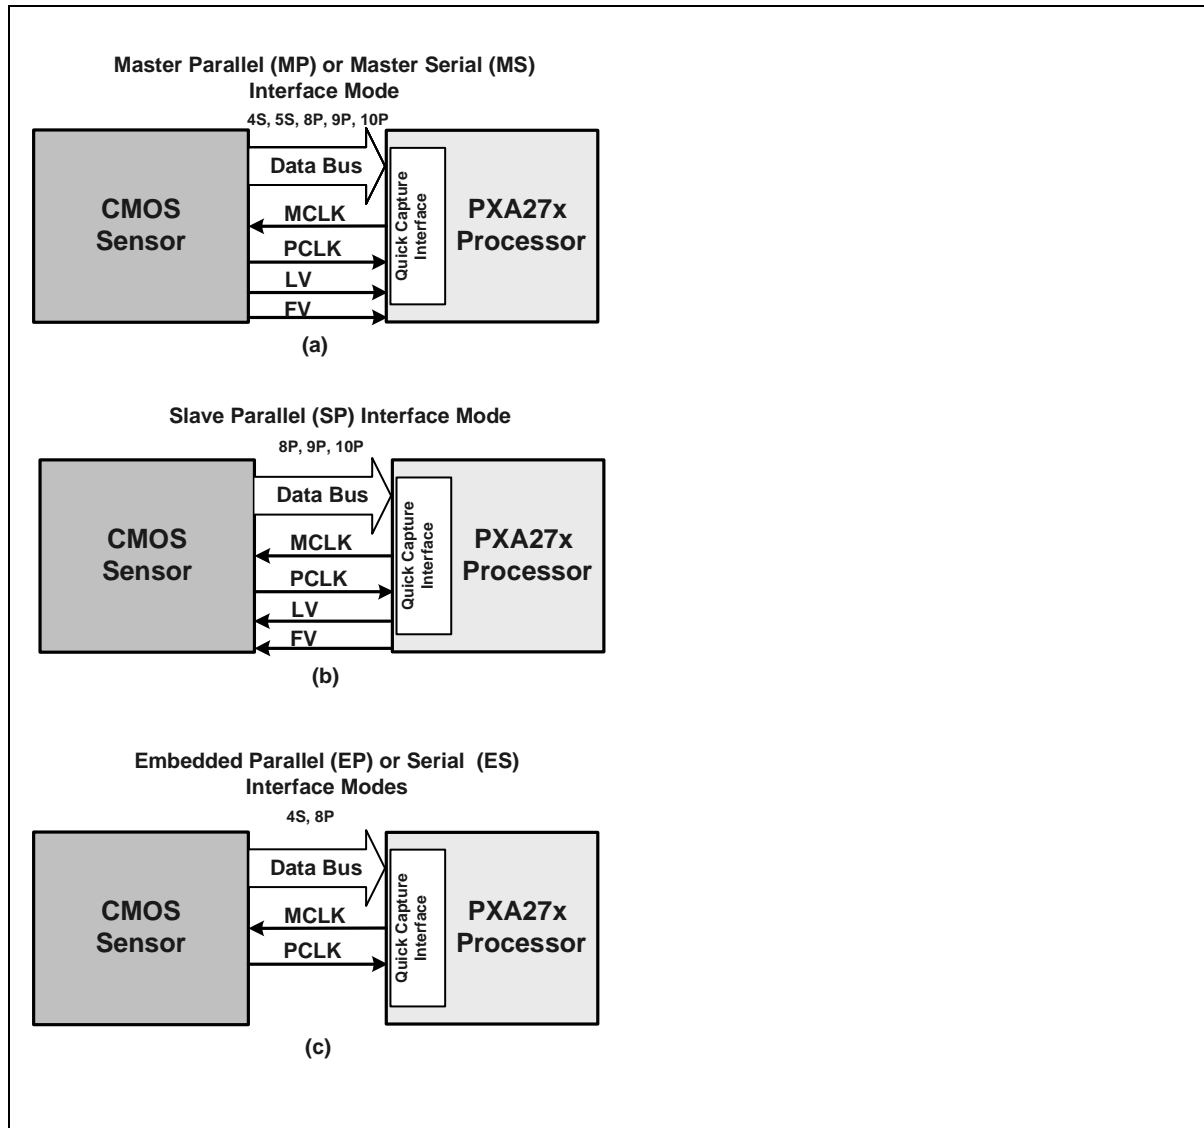 Master Parallel (MP) or Master Serial (MS)
Interface Mode
4S, 5S, 8P, 9P, 10P
Data Bus
CMOS
Sensor
MCLK
PCLK
LV
FV
Quick Capture
Interface
PXA27x
Processor
(a)
Slave Parallel (SP) Interface Mode
8P, 9P, 10P
Data Bus
CMOS
Sensor
MCLK
PCLK
LV
FV
Quick Capture
Interface
PXA27x
Processor
(b)
Embedded Parallel (EP) or Serial (ES)
Interface Modes
4S, 8P
Data Bus
CMOS
Sensor
MCLK
PCLK
Quick Capture
Interface
PXA27x
Processor
(c)